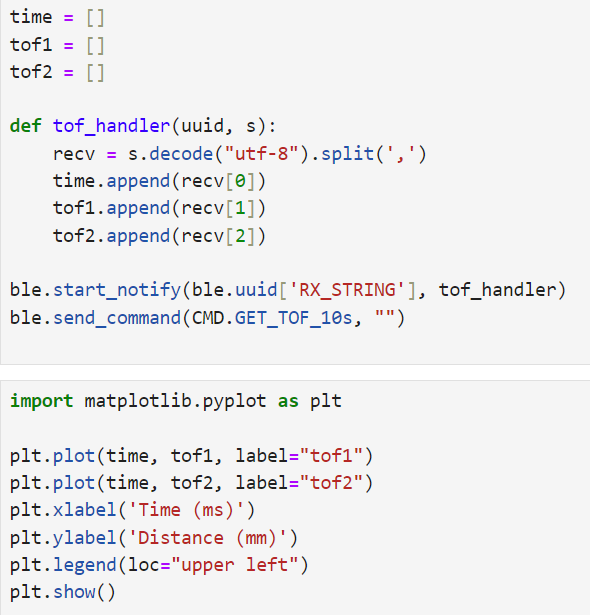 time = []
tof1 = []
tof2 = []
def tof_handler(uuid, s):
    recv = s.decode("utf-8").split(',')
    time.append(recv[0])
    tof1.append(recv[1])
    tof2.append(recv[2])
ble.start_notify(ble.uuid['RX_STRING'], tof_handler)
ble.send_command(CMD.GET_TOF_10s, "")
import matplotlib.pyplot as plt
plt.plot(time, tof1, label="tof1")
plt.plot(time, tof2, label="tof2")
plt.xlabel('Time (ms)')
plt.ylabel('Distance (mm)')
plt.legend(loc="upper left")
plt.show()